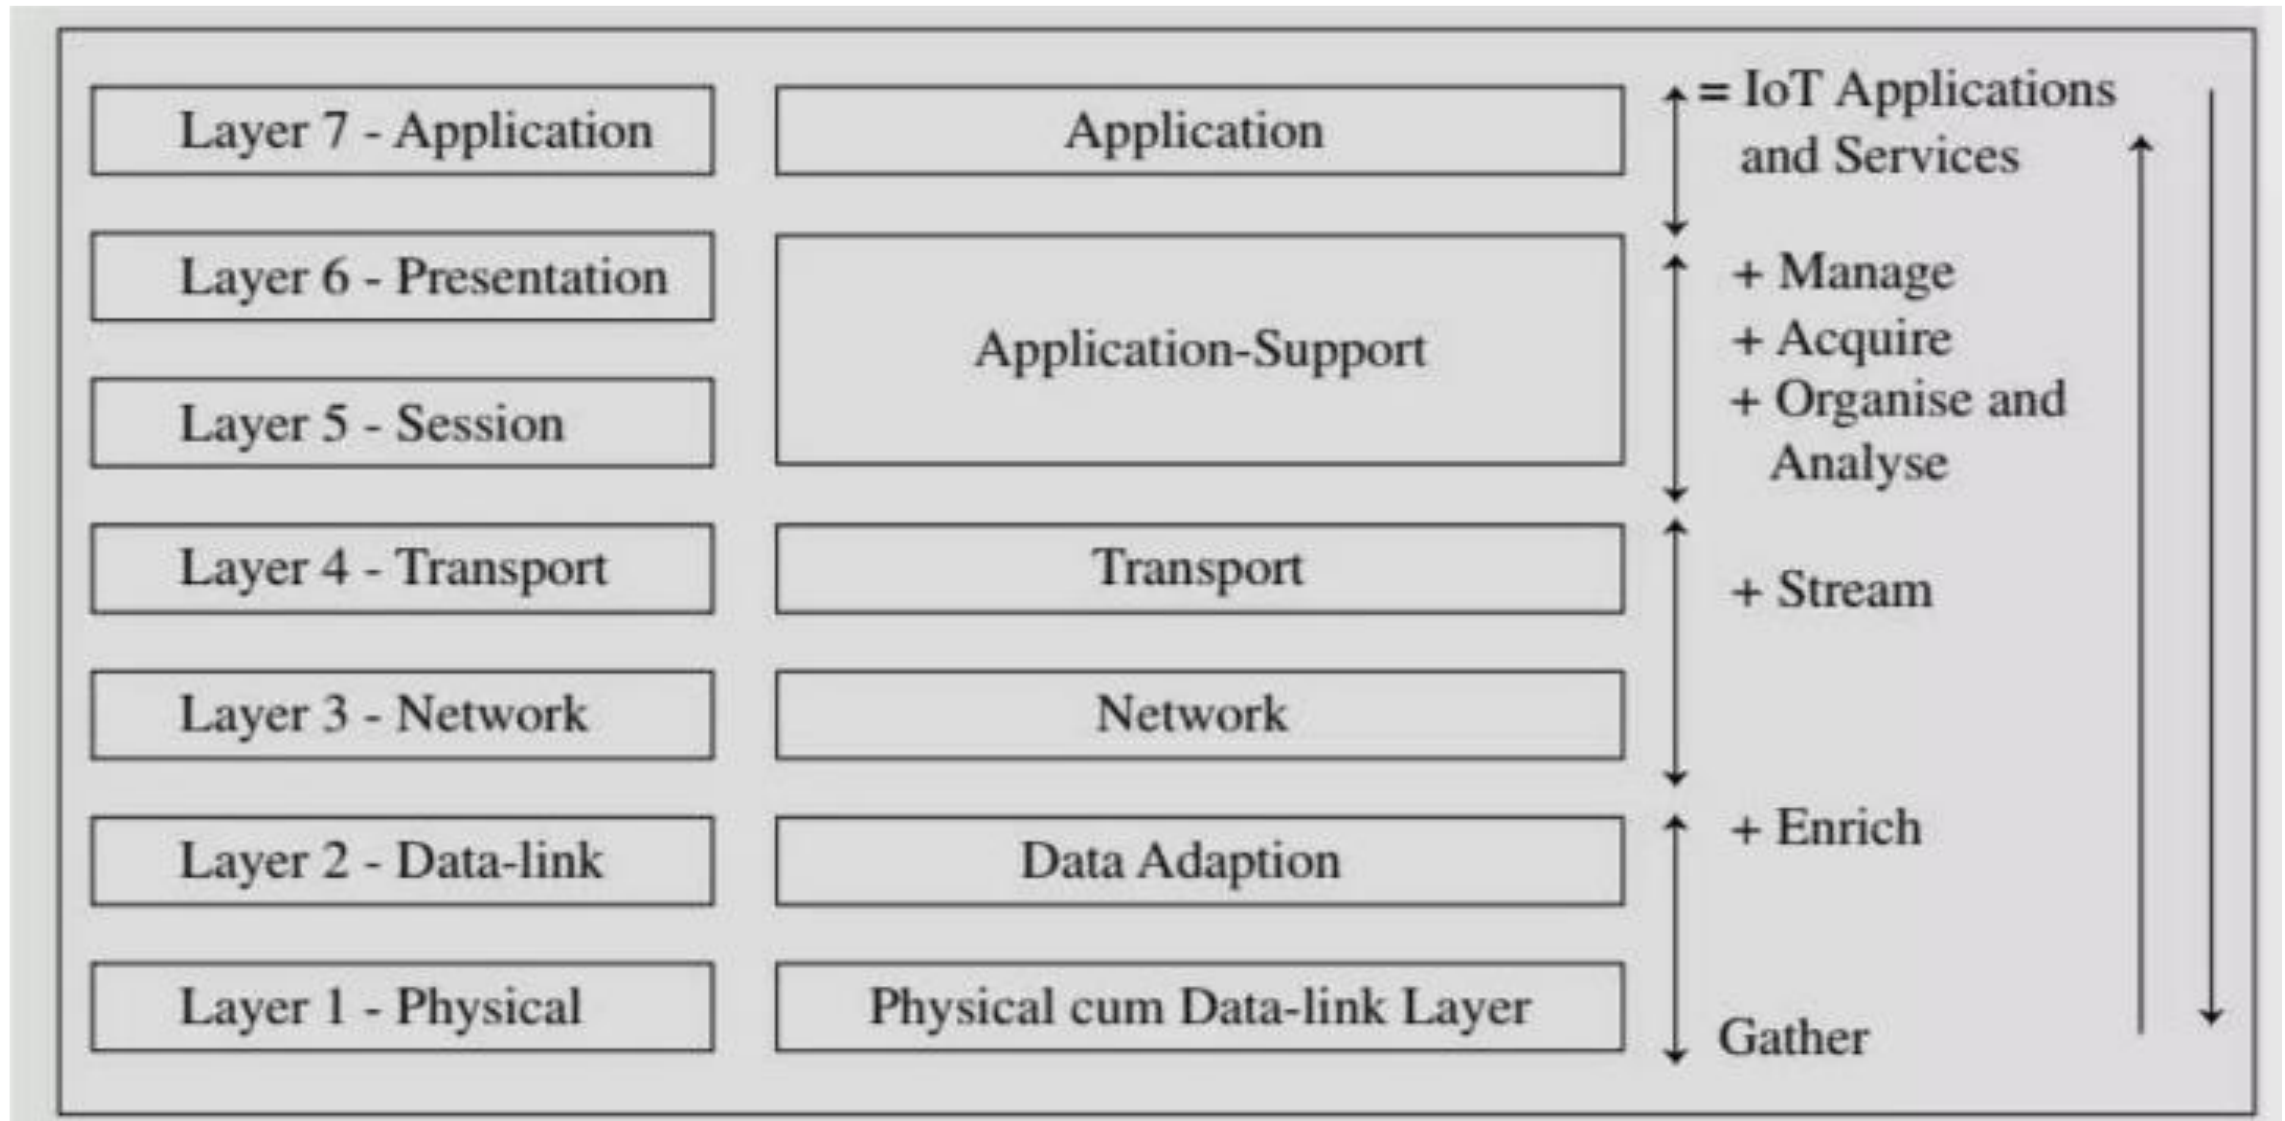 Layer 7 - Application
Application
= IoT Applications
and Services
Layer 6 - Presentation
Application-Support
+ Manage
+ Acquire
+ Organise and
Analyse
Layer 5 - Session
Layer 4 - Transport
Transport
+ Stream
Layer 3 - Network
Network
Layer 2 - Data-link
Data Adaption
+ Enrich
Layer 1 - Physical
Physical cum Data-link Layer
Gather